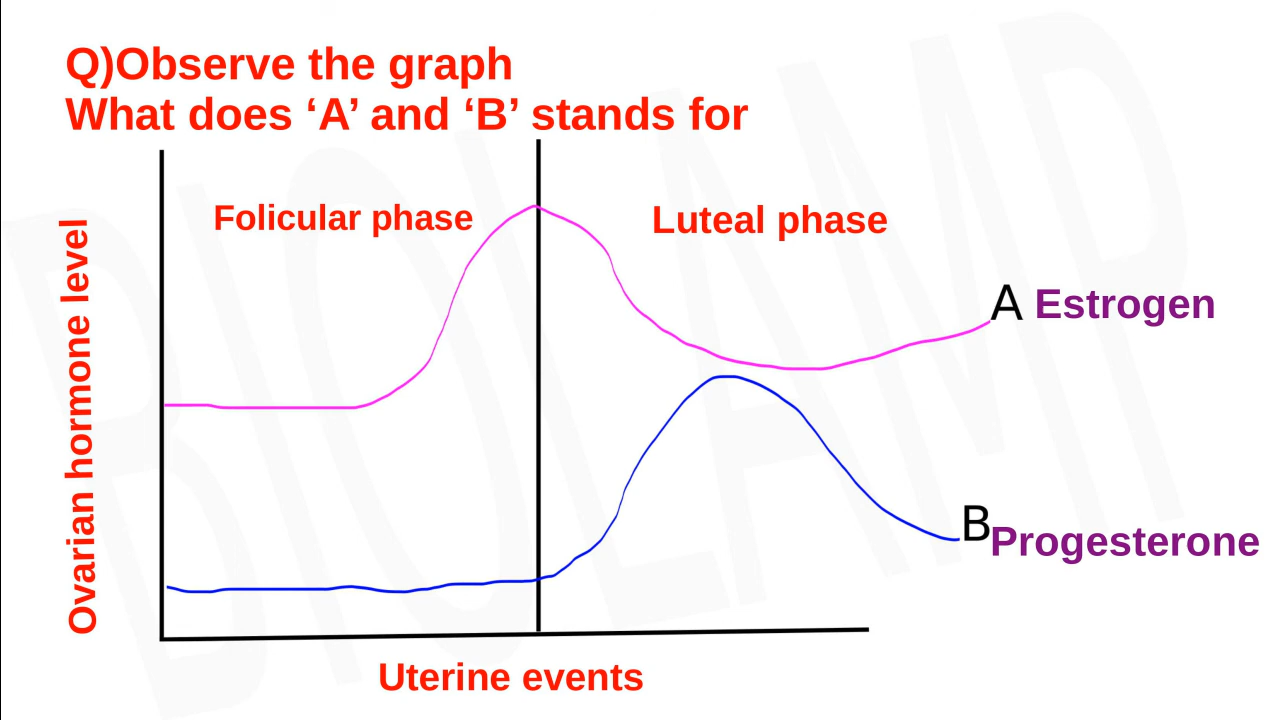 Q)Observe the graph
What does ‘A’ and ‘B’ stands for
Folicular phase
Luteal phase
Ovarian hormone level
A Estrogen
B Progesterone
Uterine events
BIOLAMP